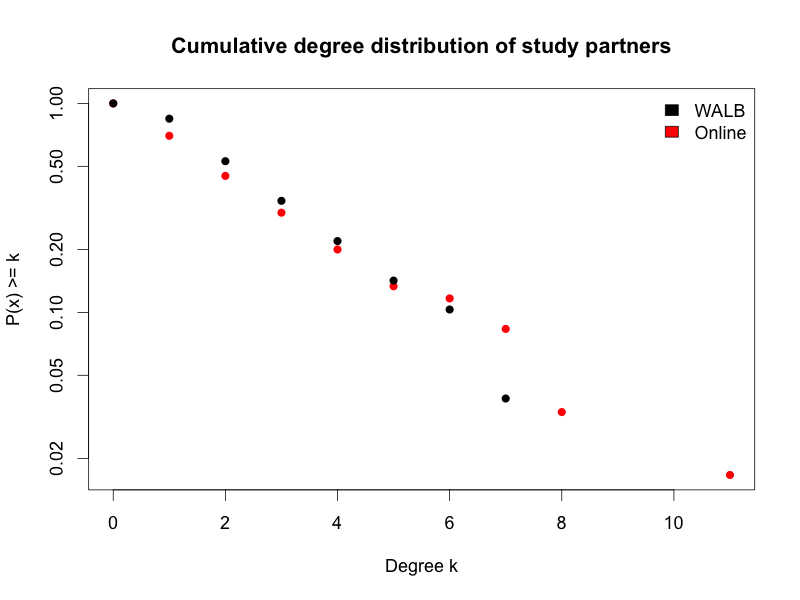 Cumulative degree distribution of study partners
WALB
Online
1.00
0.50
0.20
0.10
0.05
0.02
P(x) >= k
0 2 4 6 8 10
Degree k